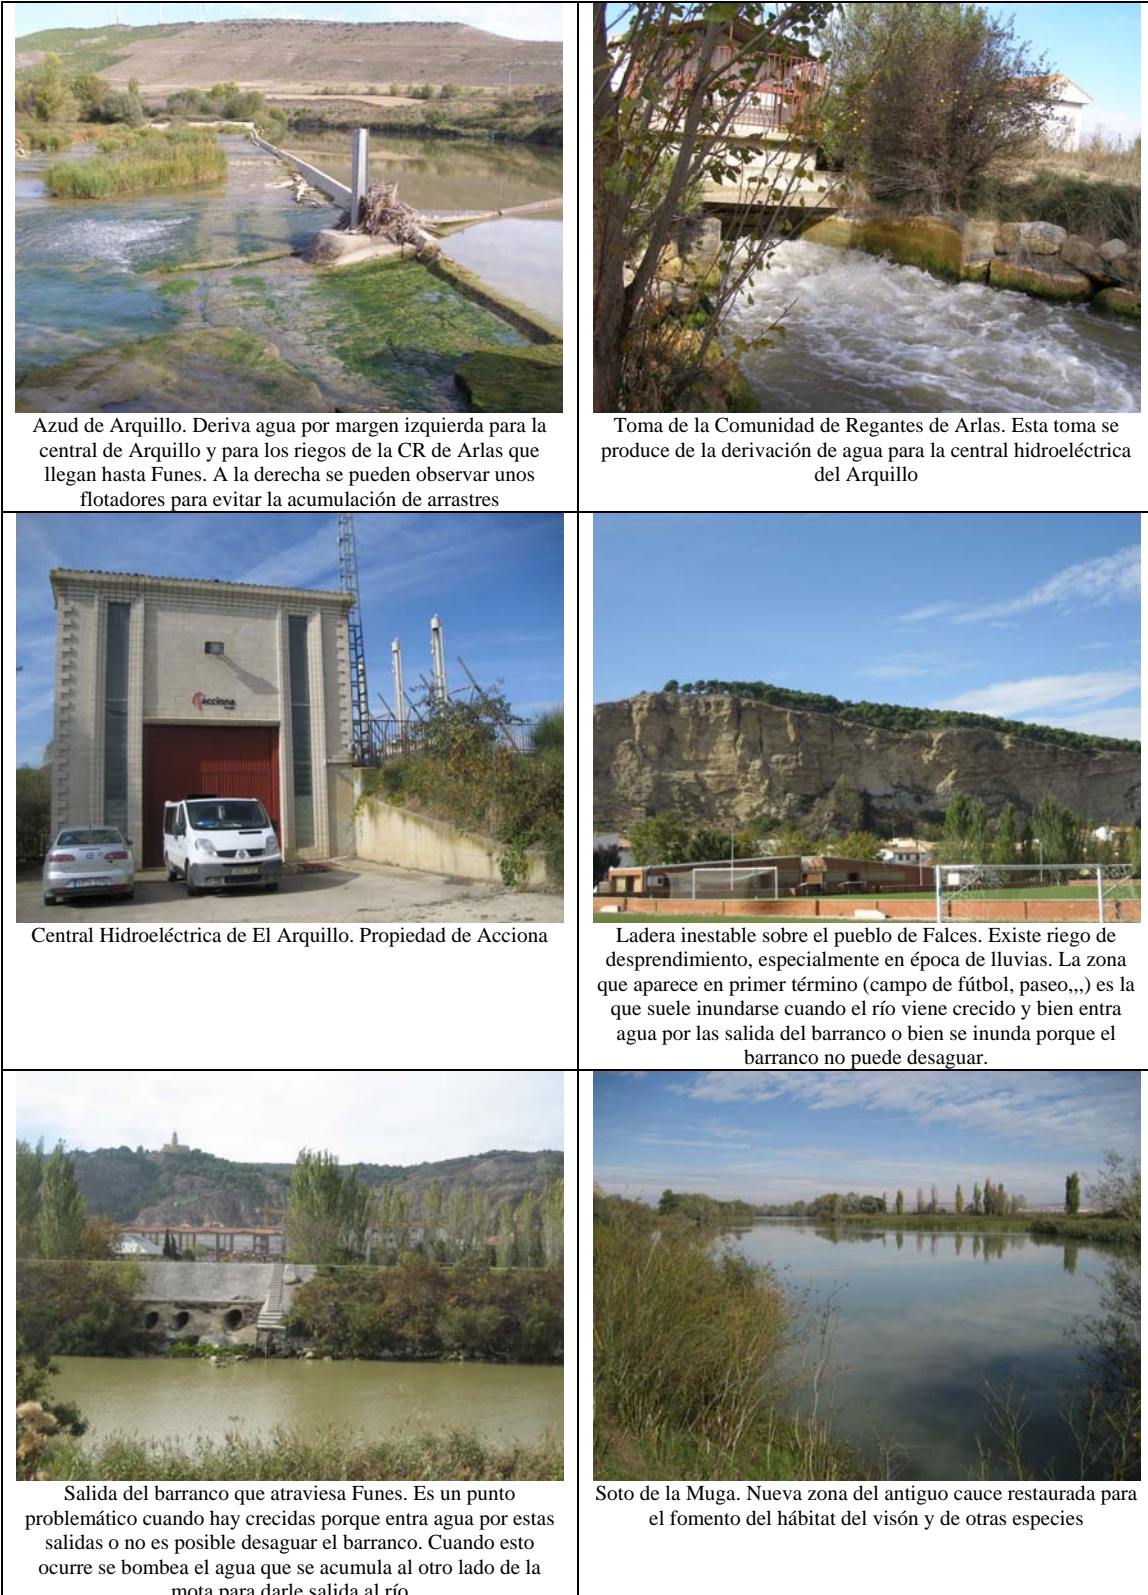 Azud de Arquillo. Deriva agua por margen izquierda para la
central de Arquillo y para los riegos de la CR de Arlas que
llegan hasta Funes. A la derecha se pueden observar unos
flotadores para evitar la acumulación de arrastres
Toma de la Comunidad de Regantes de Arlas. Esta toma se
produce de la derivación de agua para la central hidroeléctrica
del Arquillo
acciona
Central Hidroeléctrica de El Arquillo. Propiedad de Acciona
Ladera inestable sobre el pueblo de Falces. Existe riego de
desprendimiento, especialmente en época de lluvias. La zona
que aparece en primer término (campo de fútbol, paseo,,,) es la
que suele inundarse cuando el río viene crecido y bien entra
agua por las salida del barranco o bien se inunda porque el
barranco no puede desaguar.
Salida del barranco que atraviesa Funes. Es un punto
problemático cuando hay crecidas porque entra agua por estas
salidas o no es posible desaguar el barranco. Cuando esto
ocurre se bombea el agua que se acumula al otro lado de la
mota para darle salida al río
Soto de la Muga. Nueva zona del antiguo cauce restaurada para
el fomento del hábitat del visón y de otras especies